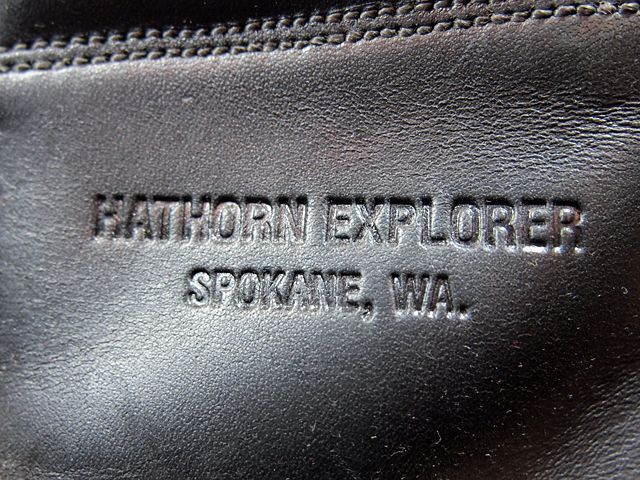 HATHORN EXPLORER
SPOKANE, WA.